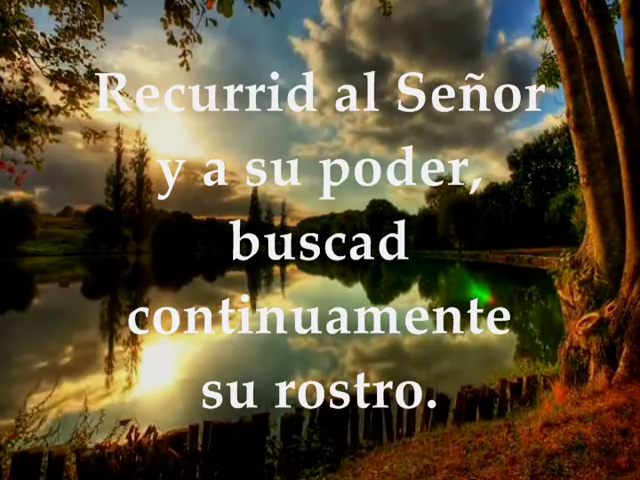 Recurrid al Señor
y a su poder,
buscad
continuamente
su rostro.